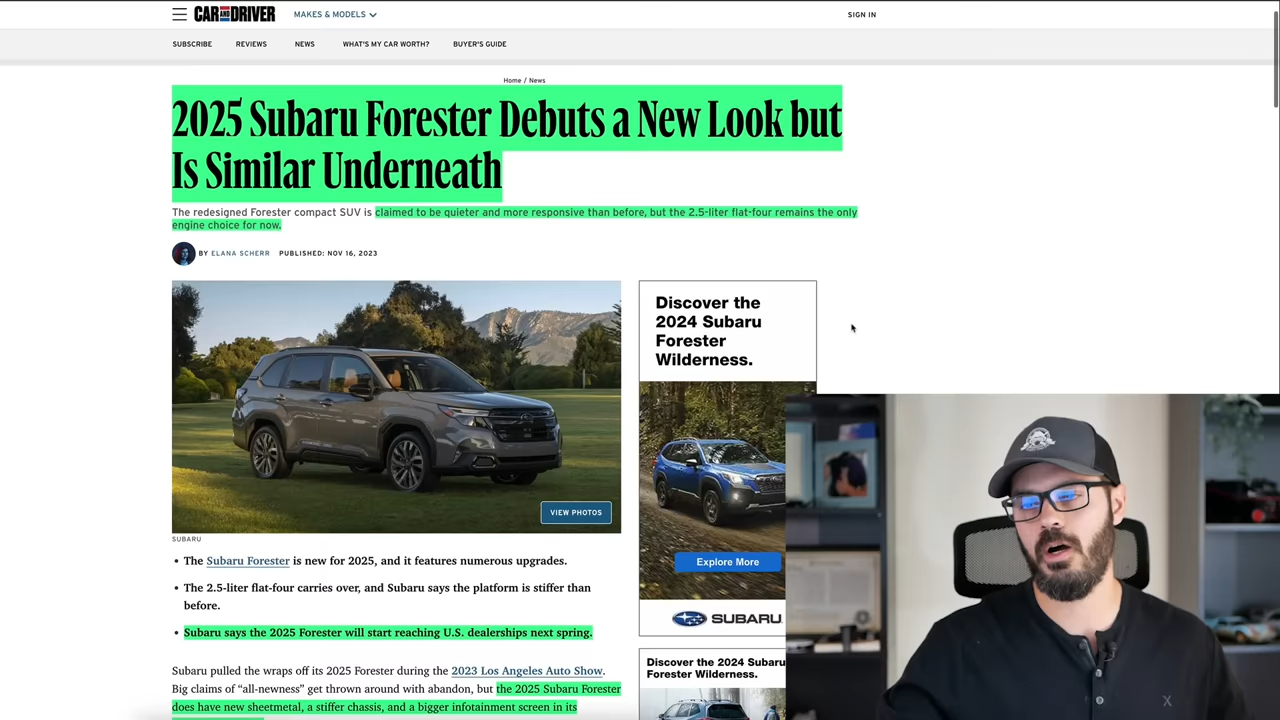 CAR AND DRIVER
MAKES & MODELS
SIGN IN
SUBSCRIBE
REVIEWS
NEWS
WHAT'S MY CAR WORTH?
BUYER'S GUIDE
Home / News
2025 Subaru Forester Debuts a New Look but
Is Similar Underneath
The redesigned Forester compact SUV is claimed to be quieter and more responsive than before, but the 2.5-liter flat-four remains the only
engine choice for now.
BY ELANA SCHERR PUBLISHED: NOV 16, 2023
VIEW PHOTOS
SUBARU
• The Subaru Forester is new for 2025, and it features numerous upgrades.
• The 2.5-liter flat-four carries over, and Subaru says the platform is stiffer than
before.
• Subaru says the 2025 Forester will start reaching U.S. dealerships next spring.
Subaru pulled the wraps off its 2025 Forester during the 2023 Los Angeles Auto Show.
Big claims of “all-newness” get thrown around with abandon, but the 2025 Subaru Forester
does have new sheetmetal, a stiffer chassis, and a bigger infotainment screen in its
Discover the
2024 Subaru
Forester
Wilderness.
Explore More
SUBARU
Discover the 2024 Subaru
Forester Wilderness.
X